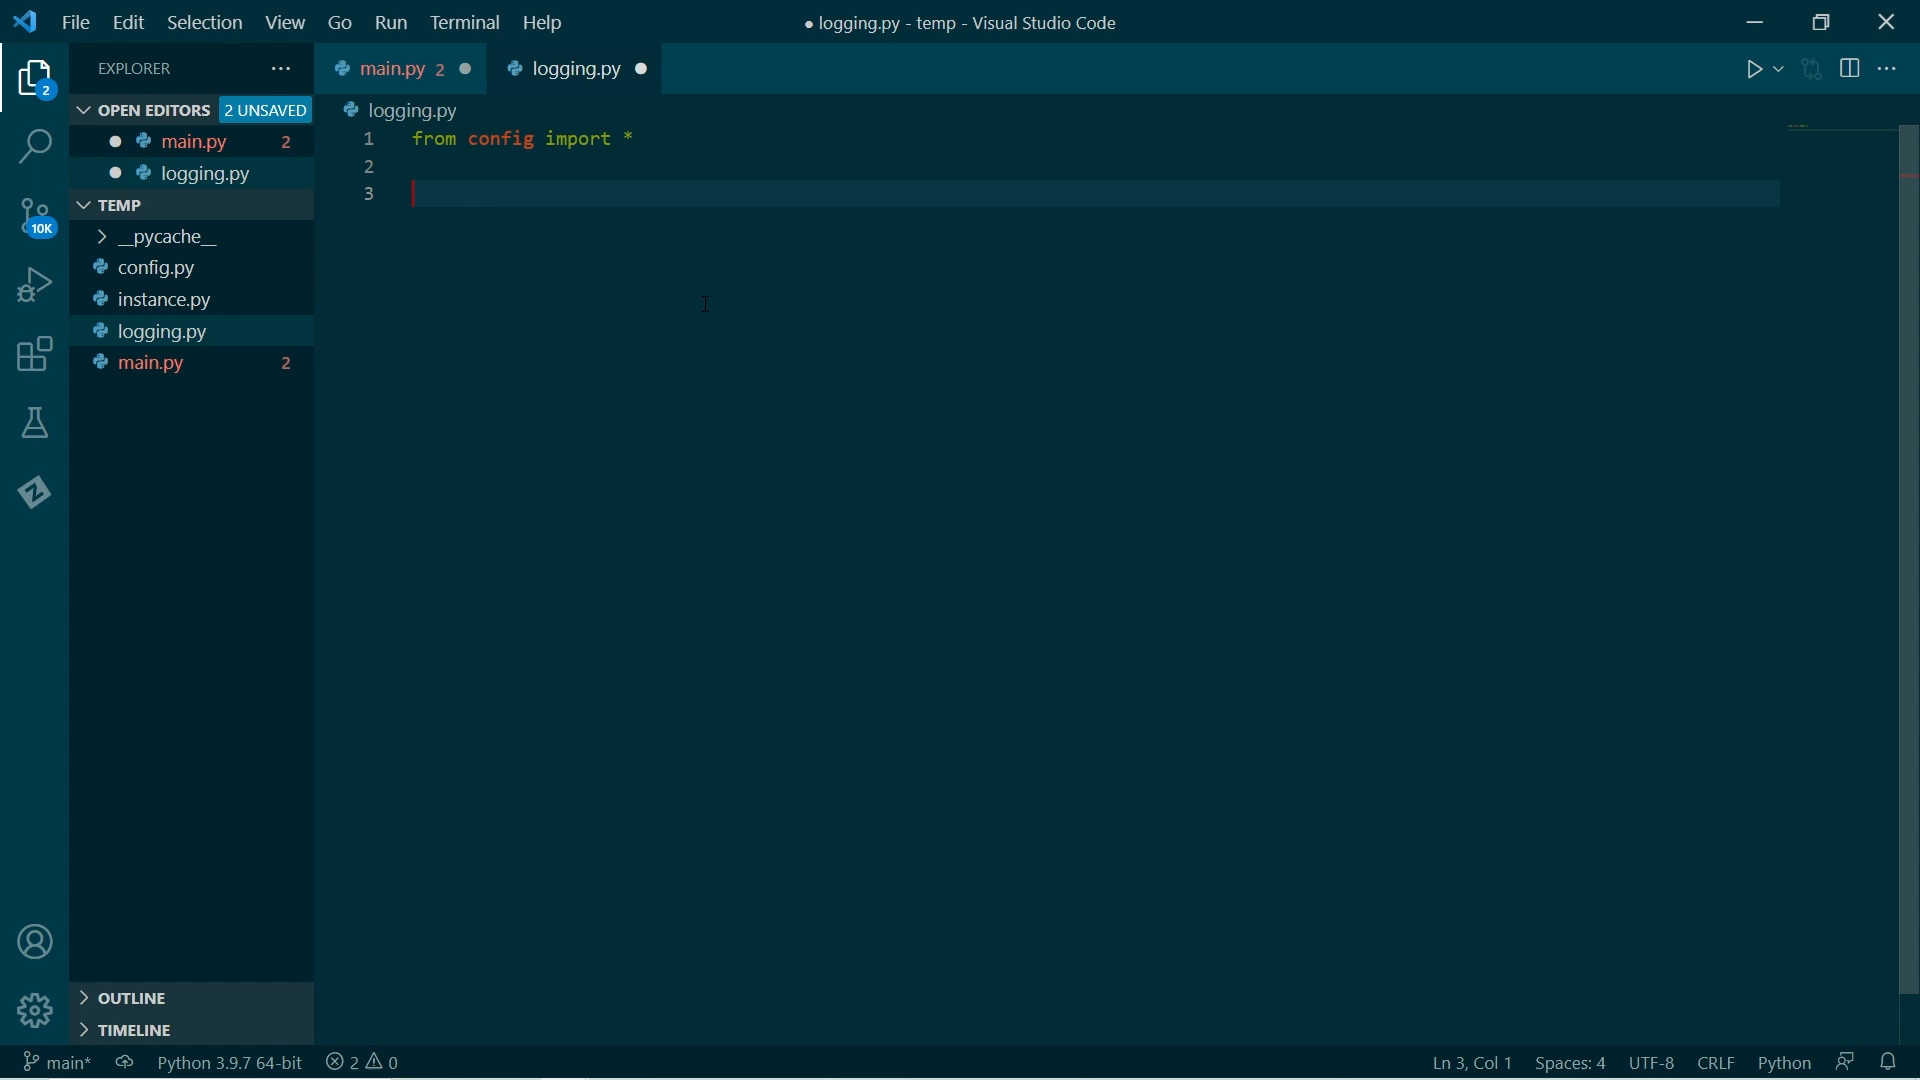 File Edit Selection View Go Run Terminal Help
● logging.py - temp - Visual Studio Code
EXPLORER
main.py 2
logging.py
2
OPEN EDITORS 2 UNSAVED
main.py 2
logging.py
TEMP
__pycache__
config.py
instance.py
logging.py
main.py 2
10K
logging.py
1 from config import *
2
3
OUTLINE
TIMELINE
main* Python 3.9.7 64-bit 2 0
Ln 3, Col 1 Spaces: 4 UTF-8 CRLF Python